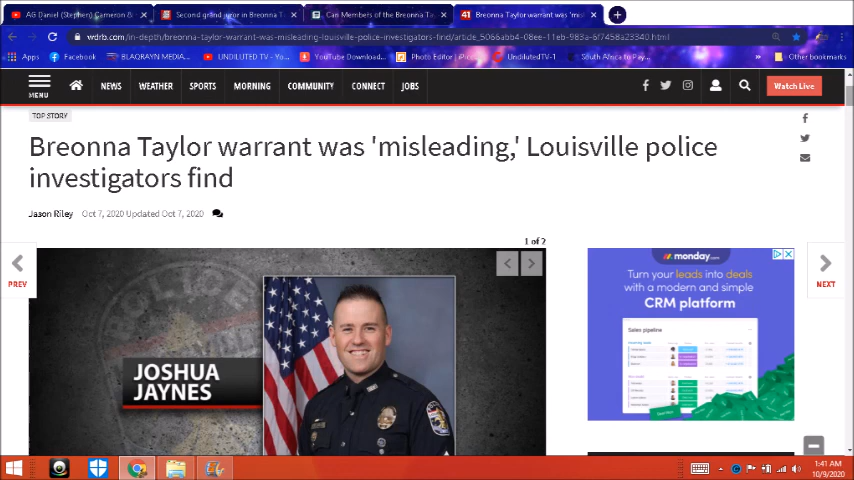 AG Daniel (Stephen) Cameron &
Second grand juror in Breonna T
Can Members of the Breonna Ta
Breonna Taylor warrant was 'mis
wdrb.com/in-depth/breonna-taylor-warrant-was-misleading-louisville-police-investigators-find/article_5066abb4-08ee-11eb-983a-6f7458a23340.html
Apps
Facebook
BLAQRAYN MEDIA...
UNDILUTED TV - Yo...
YouTube Download...
Photo Editor
UndilutedTV-1
South Africa to Pay...
»
Other bookmarks
MENU
NEWS
WEATHER
SPORTS
MORNING
COMMUNITY
CONNECT
JOBS
Watch Live
TOP STORY
Breonna Taylor warrant was 'misleading,' Louisville police
investigators find
Jason Riley Oct 7, 2020 Updated Oct 7, 2020
1 of 2
PREV
NEXT
JOSHUA
JAYNES
monday.com
Turn your leads into deals
with a modern and simple
CRM platform
Sales pipeline
1:41 AM
10/9/2020